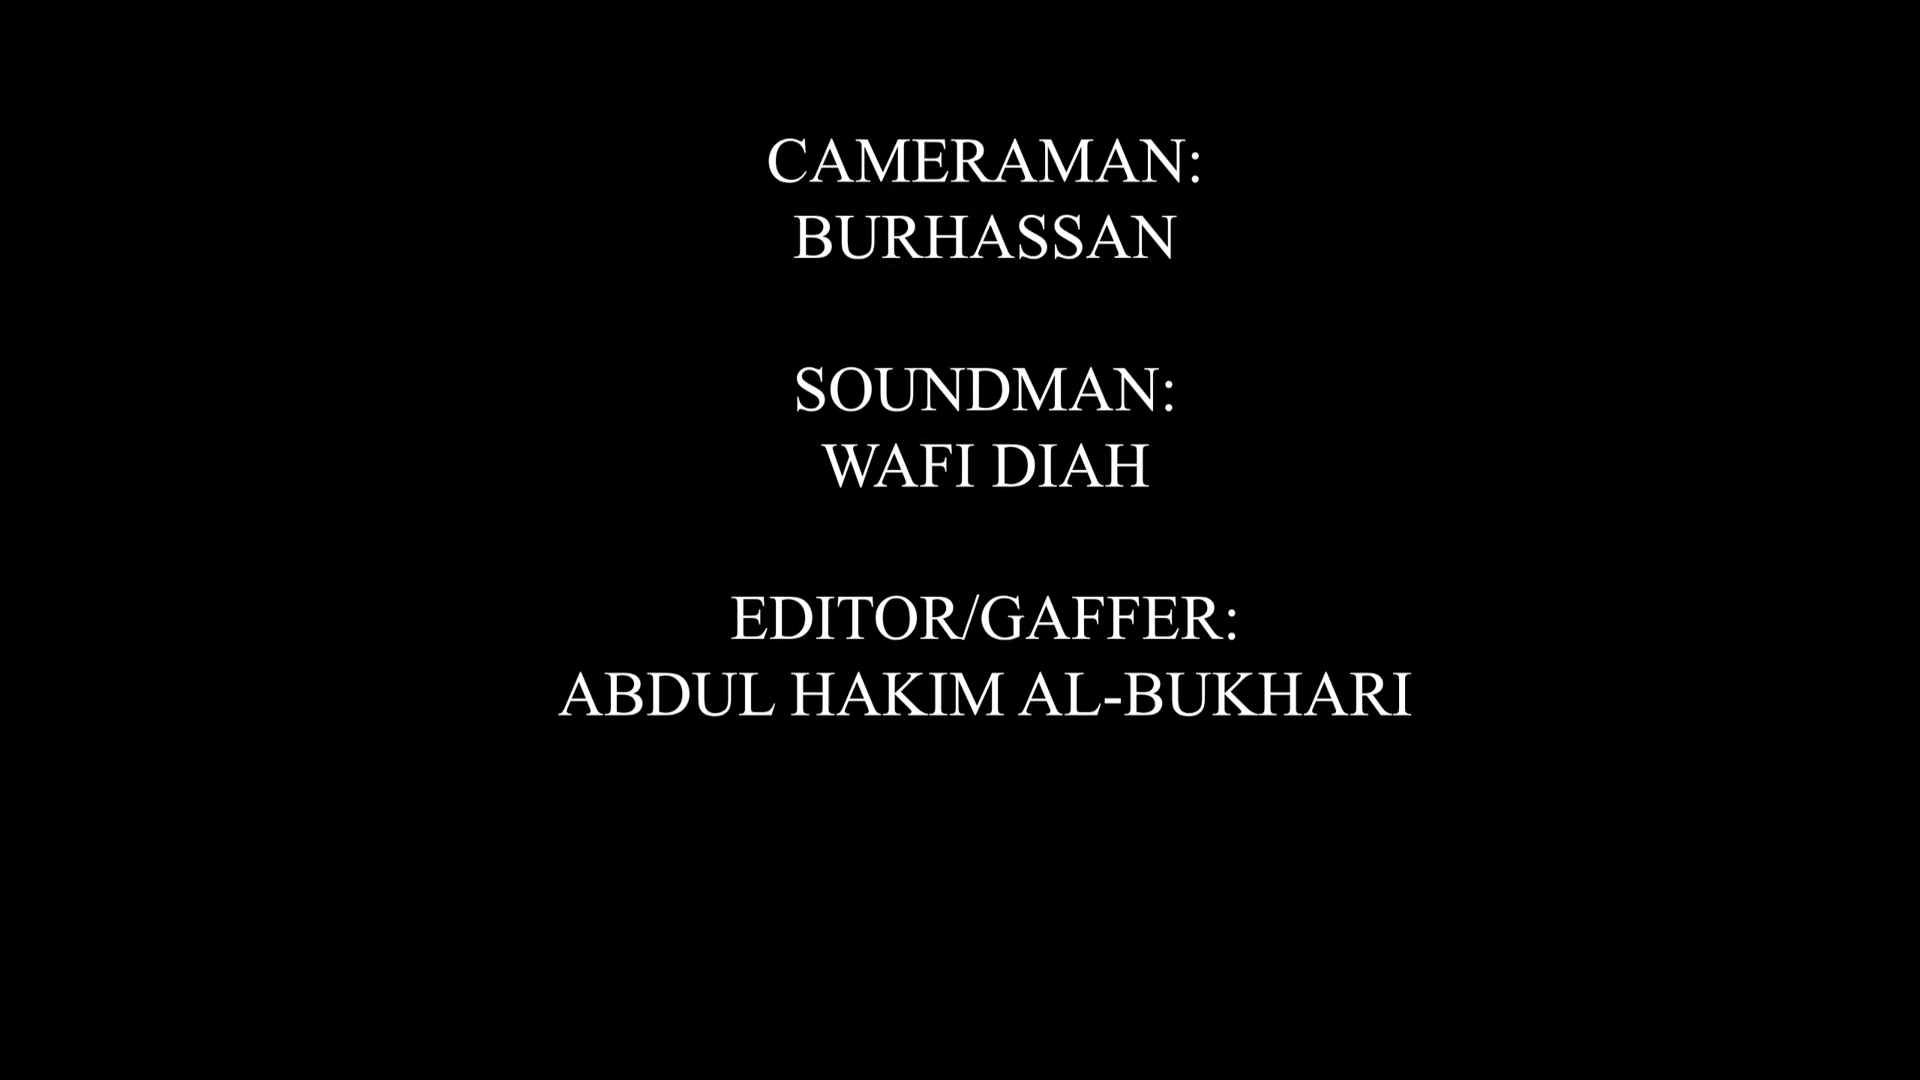 CAMERAMAN:
BURHASSAN
SOUNDMAN:
WAFI DIAH
EDITOR/GAFFER:
ABDUL HAKIM AL-BUKHARI